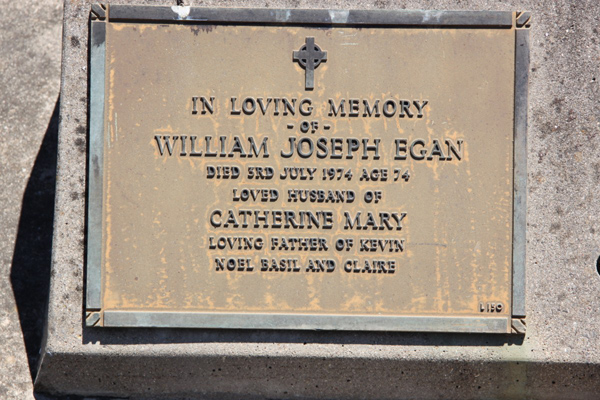 IN LOVING MEMORY
- OF -
WILLIAM JOSEPH EGAN
DIED 3RD JULY 1974 AGE 74
LOVED HUSBAND OF
CATHERINE MARY
LOVING FATHER OF KEVIN
NOEL BASIL AND CLAIRE